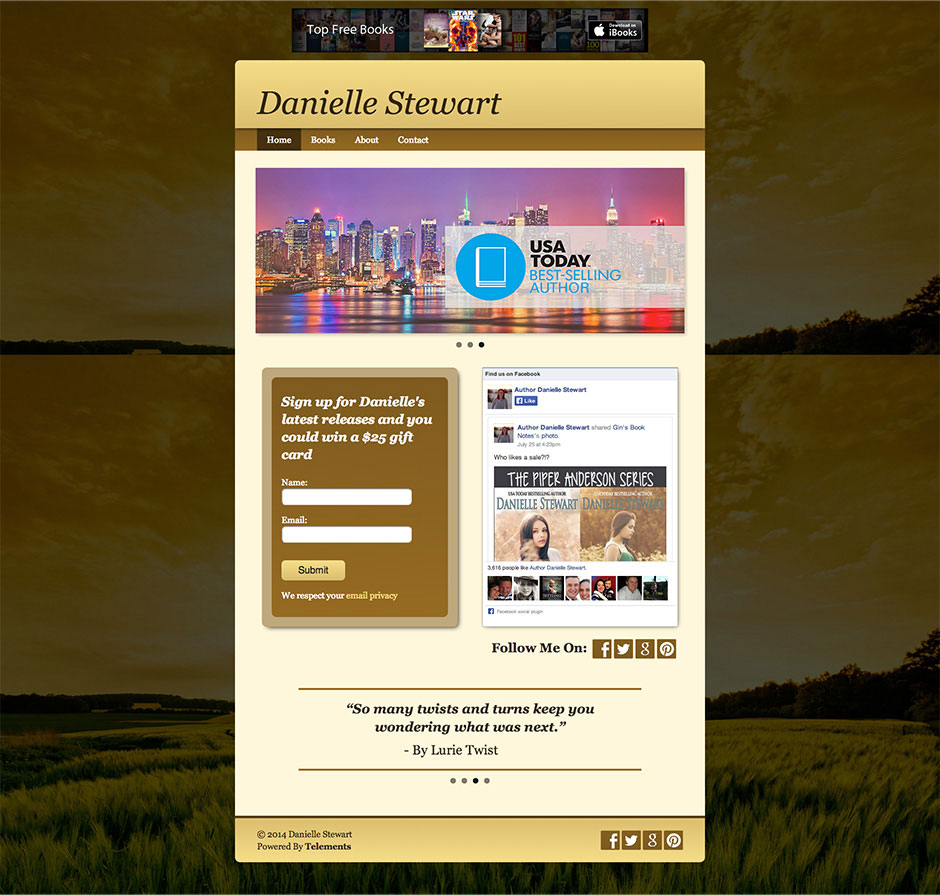 Top Free Books
STAR WARS
101
100
Download on
iBooks
Danielle Stewart
Home Books About Contact
USA
TODAY
BEST-SELLING
AUTHOR
Sign up for Danielle's
latest releases and you
could win a $25 gift
card
Name:
Email:
Submit
We respect your email privacy
Find us on Facebook
Author Danielle Stewart
Like
Author Danielle Stewart shared Gin's Book
Notes's photo.
July 25 at 4:23pm
Who likes a sale?!?
THE PIPER ANDERSON SERIES
USA TODAY BESTSELLING AUTHOR USA TODAY BESTSELLING AUTHOR
DANIELLE STEWART DANIELLE STEWART
3,616 people like Author Danielle Stewart.
Facebook social plugin
Follow Me On:
“So many twists and turns keep you
wondering what was next.”
- By Lurie Twist
© 2014 Danielle Stewart
Powered By Telements